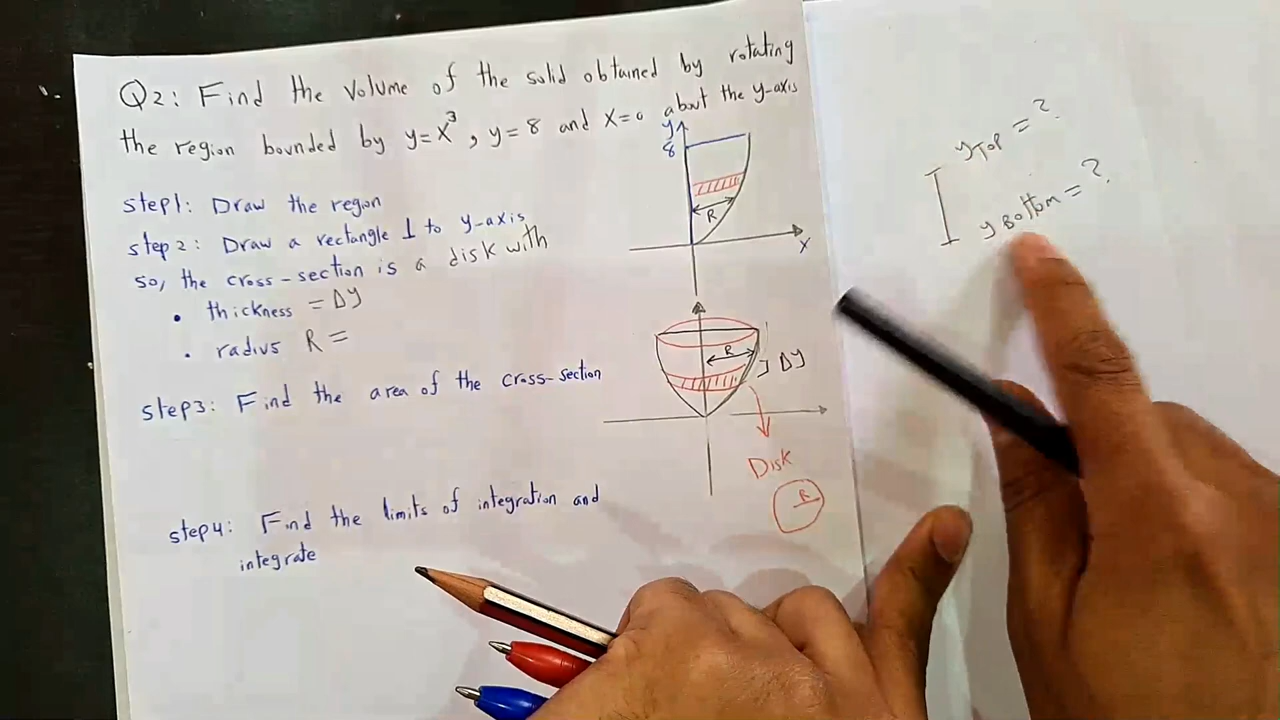 Q2: Find the volume of the solid obtained by rotating
the region bounded by y=x³, y=8 and x=0 about the y-axis
step1: Draw the region
step2: Draw a rectangle ⊥ to y-axis
so, the cross-section is a disk with
• thickness = Δy
• radius R =
step3: Find the area of the cross-section
step4: Find the limits of integration and
integrate
y
8
R
x
R
Δy
Disk
R
y Top = ?
y Bottom = ?